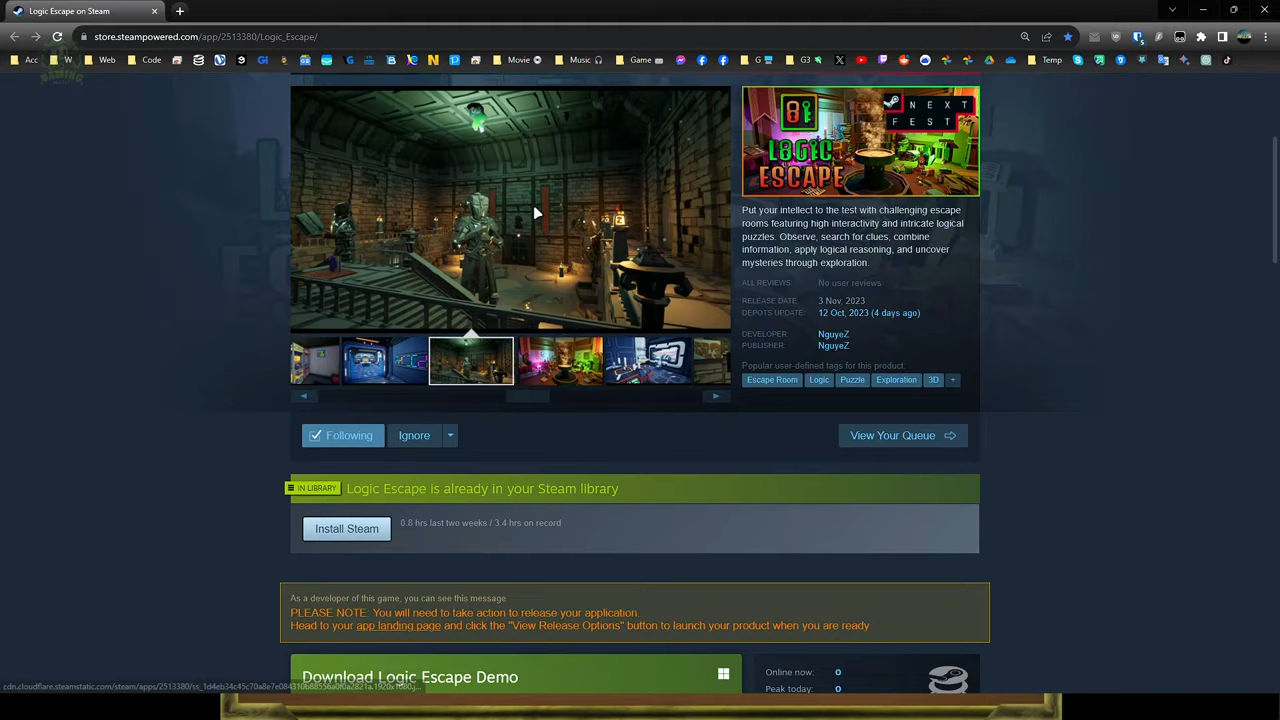 Logic Escape on Steam
store.steampowered.com/app/2513380/Logic_Escape/
Acc
W
Web
Code
Movie
Music
Game
G
G3
Temp
NEXT
FEST
LOGIC
ESCAPE
Put your intellect to the test with challenging escape
rooms featuring high interactivity and intricate logical
puzzles. Observe, search for clues, combine
information, apply logical reasoning, and uncover
mysteries through exploration.
ALL REVIEWS: No user reviews
RELEASE DATE: 3 Nov, 2023
DEPOTS UPDATE: 12 Oct, 2023 (4 days ago)
DEVELOPER: NguyeZ
PUBLISHER: NguyeZ
Popular user-defined tags for this product:
Escape Room Logic Puzzle Exploration 3D +
Following Ignore View Your Queue
IN LIBRARY Logic Escape is already in your Steam library
Install Steam 0.8 hrs last two weeks / 3.4 hrs on record
As a developer of this game, you can see this message
PLEASE NOTE: You will need to take action to release your application.
Head to your app landing page and click the "View Release Options" button to launch your product when you are ready
Download Logic Escape Demo
Online now: 0
Peak today: 0